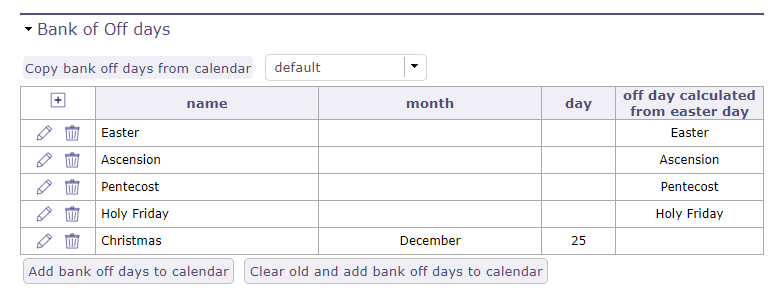 Bank of Off days
Copy bank off days from calendar default
name month day off day calculated
from easter day
Easter Easter
Ascension Ascension
Pentecost Pentecost
Holy Friday Holy Friday
Christmas December 25
Add bank off days to calendar Clear old and add bank off days to calendar